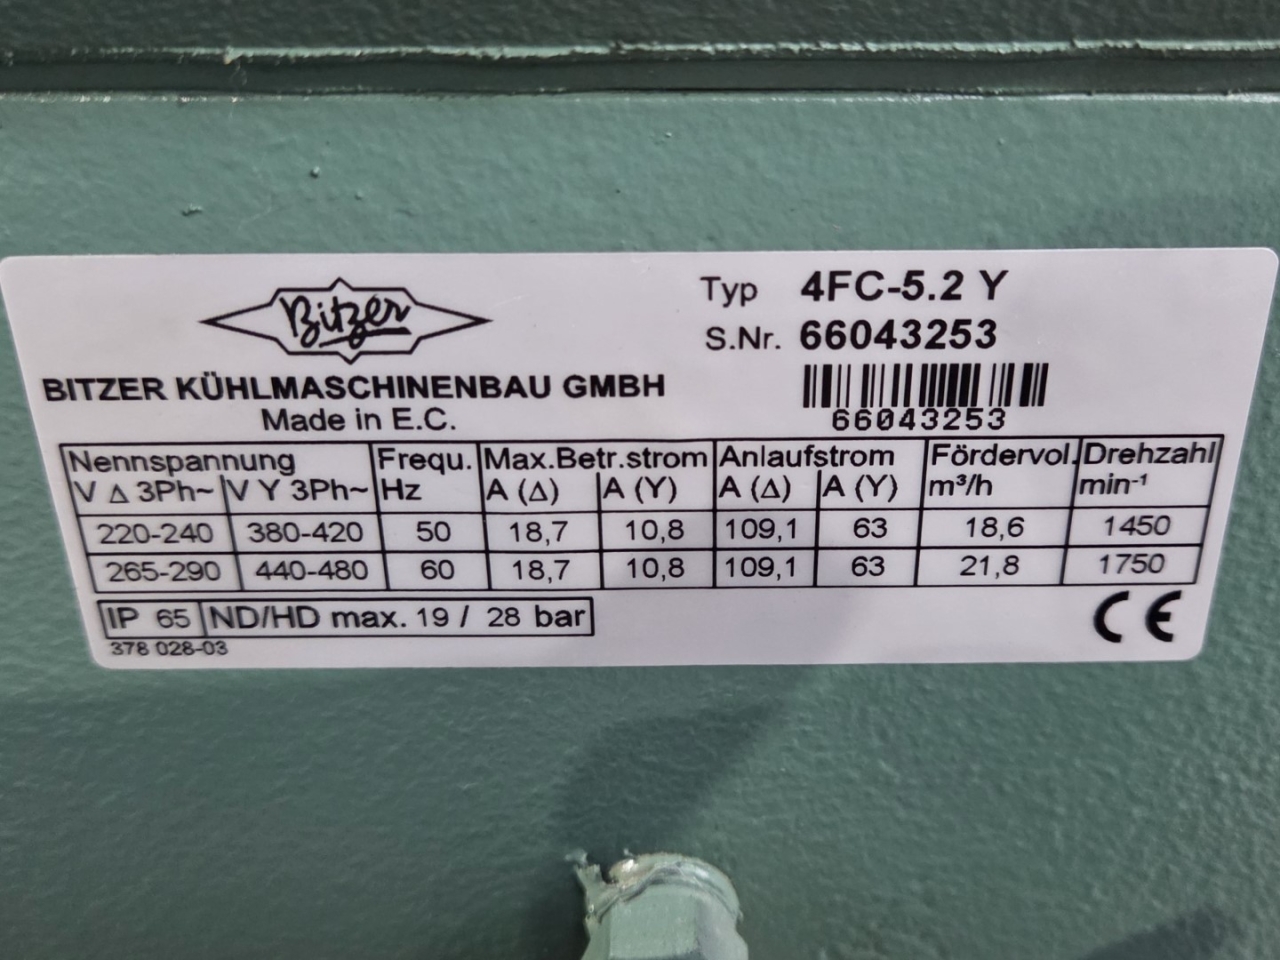 Bitzer
BITZER KÜHLMASCHINENBAU GMBH
Made in E.C.
Typ 4FC-5.2 Y
S.Nr. 66043253
66043253
Nennspannung Frequ. Max.Betr.strom Anlaufstrom Fördervol. Drehzahl
V Δ 3Ph~ V Y 3Ph~ Hz A (Δ) A (Y) A (Δ) A (Y) m³/h min⁻¹
220-240 380-420 50 18,7 10,8 109,1 63 18,6 1450
265-290 440-480 60 18,7 10,8 109,1 63 21,8 1750
IP 65 ND/HD max. 19 / 28 bar
CE
378 028-03